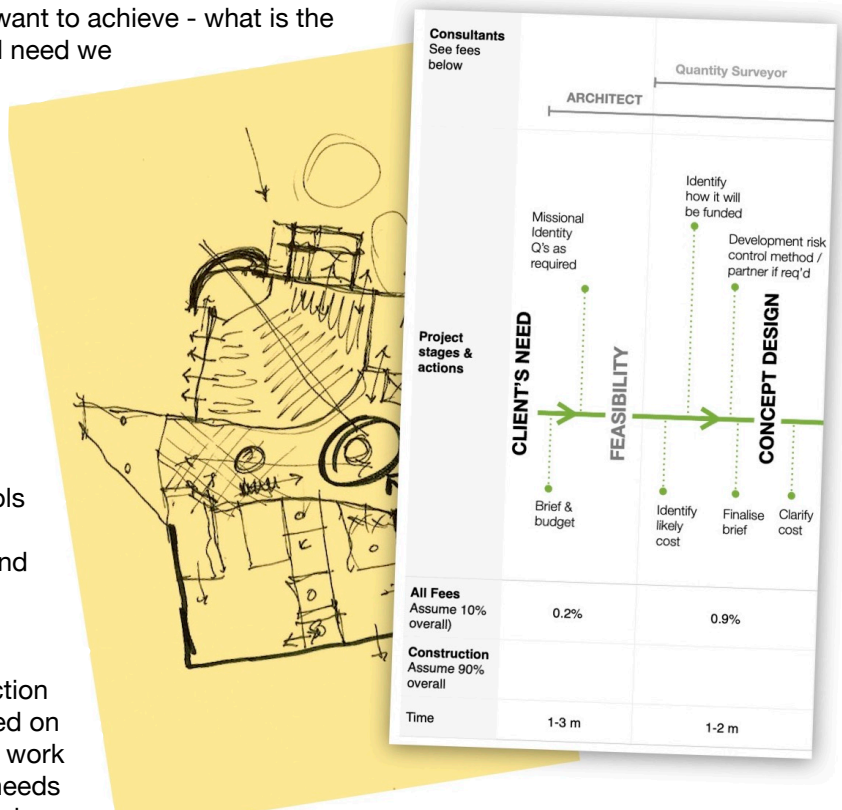 want to achieve - what is the
need we
ols
nd
ction
ed on
work
needs
Consultants
See fees
below
Quantity Surveyor
ARCHITECT
Identify
how it will
be funded
Missional
Identity
Q's as
required
Development risk
control method /
partner if req'd
Project
stages &
actions
CLIENT'S NEED
FEASIBILITY
CONCEPT DESIGN
Brief &
budget
Identify
likely
cost
Finalise
brief
Clarify
cost
All Fees
Assume 10%
overall)
0.2%
0.9%
Construction
Assume 90%
overall
Time
1-3 m
1-2 m